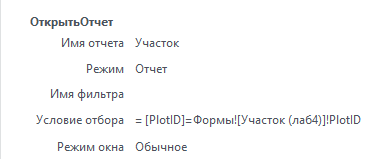 ОткрытьОтчет
Имя отчета Участок
Режим Отчет
Имя фильтра
Условие отбора = [PlotID]=Формы![Участок (лаб4)]!PlotID
Режим окна Обычное